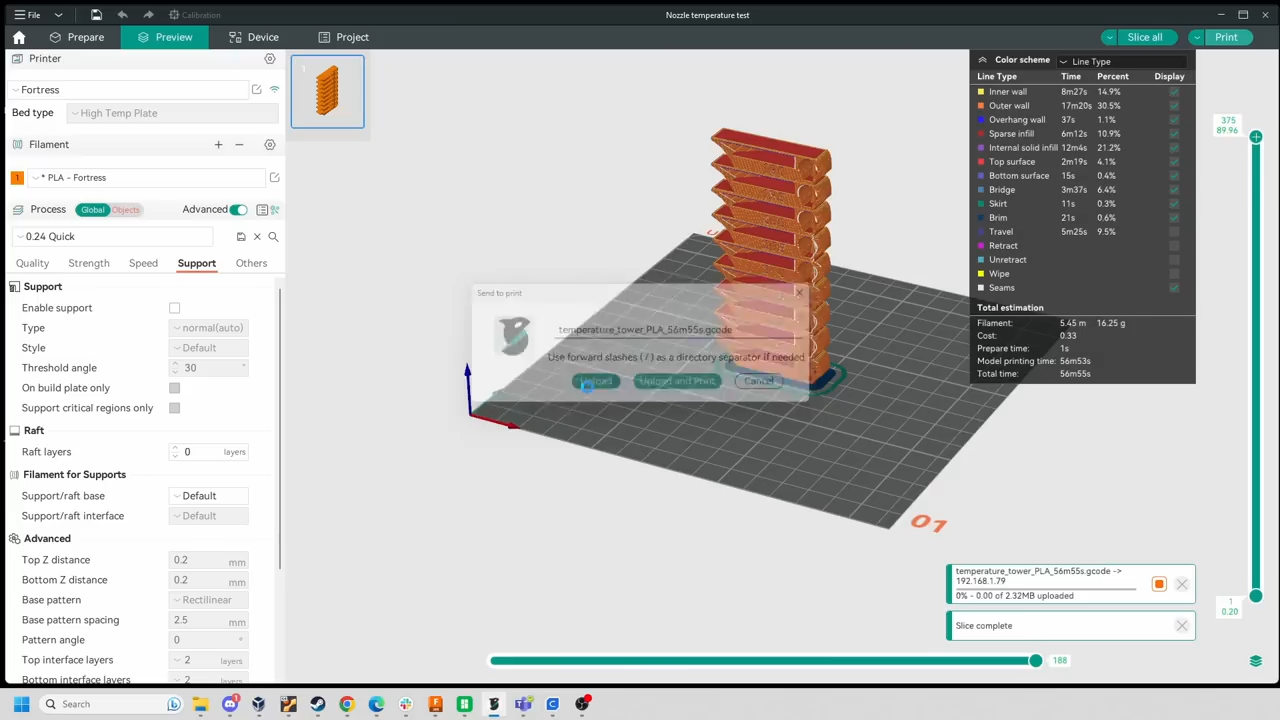 File
Calibration
Nozzle temperature test
Prepare
Preview
Device
Project
Slice all
Print
Printer
Fortress
Bed type
High Temp Plate
Filament
1
* PLA - Fortress
Process
Global
Objects
Advanced
0.24 Quick
Quality
Strength
Speed
Support
Others
Support
Enable support
Type
normal(auto)
Style
Default
Threshold angle
30
°
On build plate only
Support critical regions only
Raft
Raft layers
0
layers
Filament for Supports
Support/raft base
Default
Support/raft interface
Default
Advanced
Top Z distance
0.2
mm
Bottom Z distance
0.2
mm
Base pattern
Rectilinear
Base pattern spacing
2.5
mm
Pattern angle
0
°
Top interface layers
2
layers
Bottom interface layers
2
layers
1
Send to print
temperature_tower_PLA_56m55s.gcode
Use forward slashes ( / ) as a directory separator if needed.
Upload
Upload and Print
Cancel
01
Color scheme
Line Type
Line Type Time Percent Display
Inner wall 8m27s 14.9%
Outer wall 17m20s 30.5%
Overhang wall 37s 1.1%
Sparse infill 6m12s 10.9%
Internal solid infill 12m4s 21.2%
Top surface 2m19s 4.1%
Bottom surface 15s 0.4%
Bridge 3m37s 6.4%
Skirt 11s 0.3%
Brim 21s 0.6%
Travel 5m25s 9.5%
Retract
Unretract
Wipe
Seams
Total estimation
Filament: 5.45 m 16.25 g
Cost: 0.33
Prepare time: 1s
Model printing time: 56m53s
Total time: 56m55s
375
89.96
1
0.20
temperature_tower_PLA_56m55s.gcode ->
192.168.1.79
0% - 0.00 of 2.32MB uploaded
Slice complete
188
Search